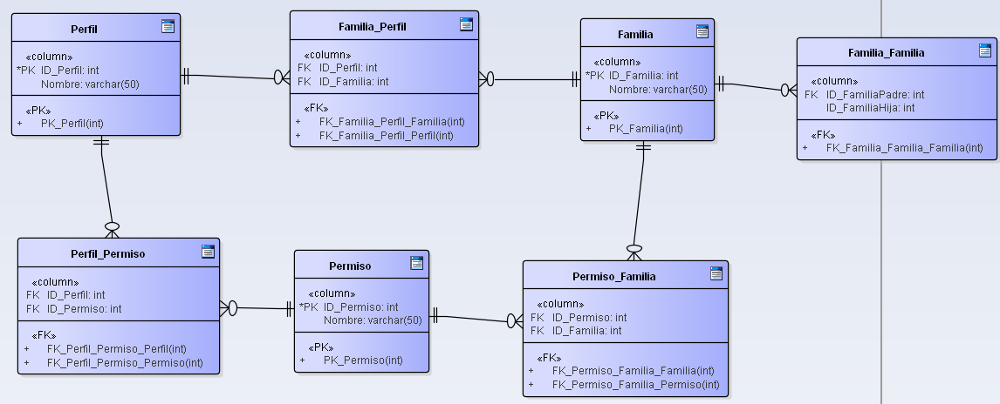 Perfil
«column»
*PK ID_Perfil: int
Nombre: varchar(50)
«PK»
+ PK_Perfil(int)
Familia_Perfil
«column»
FK ID_Perfil: int
FK ID_Familia: int
«FK»
+ FK_Familia_Perfil_Familia(int)
+ FK_Familia_Perfil_Perfil(int)
Familia
«column»
*PK ID_Familia: int
Nombre: varchar(50)
«PK»
+ PK_Familia(int)
Familia_Familia
«column»
FK ID_FamiliaPadre: int
ID_FamiliaHija: int
«FK»
+ FK_Familia_Familia_Familia(int)
Perfil_Permiso
«column»
FK ID_Perfil: int
FK ID_Permiso: int
«FK»
+ FK_Perfil_Permiso_Perfil(int)
+ FK_Perfil_Permiso_Permiso(int)
Permiso
«column»
*PK ID_Permiso: int
Nombre: varchar(50)
«PK»
+ PK_Permiso(int)
Permiso_Familia
«column»
FK ID_Permiso: int
FK ID_Familia: int
«FK»
+ FK_Permiso_Familia_Familia(int)
+ FK_Permiso_Familia_Permiso(int)